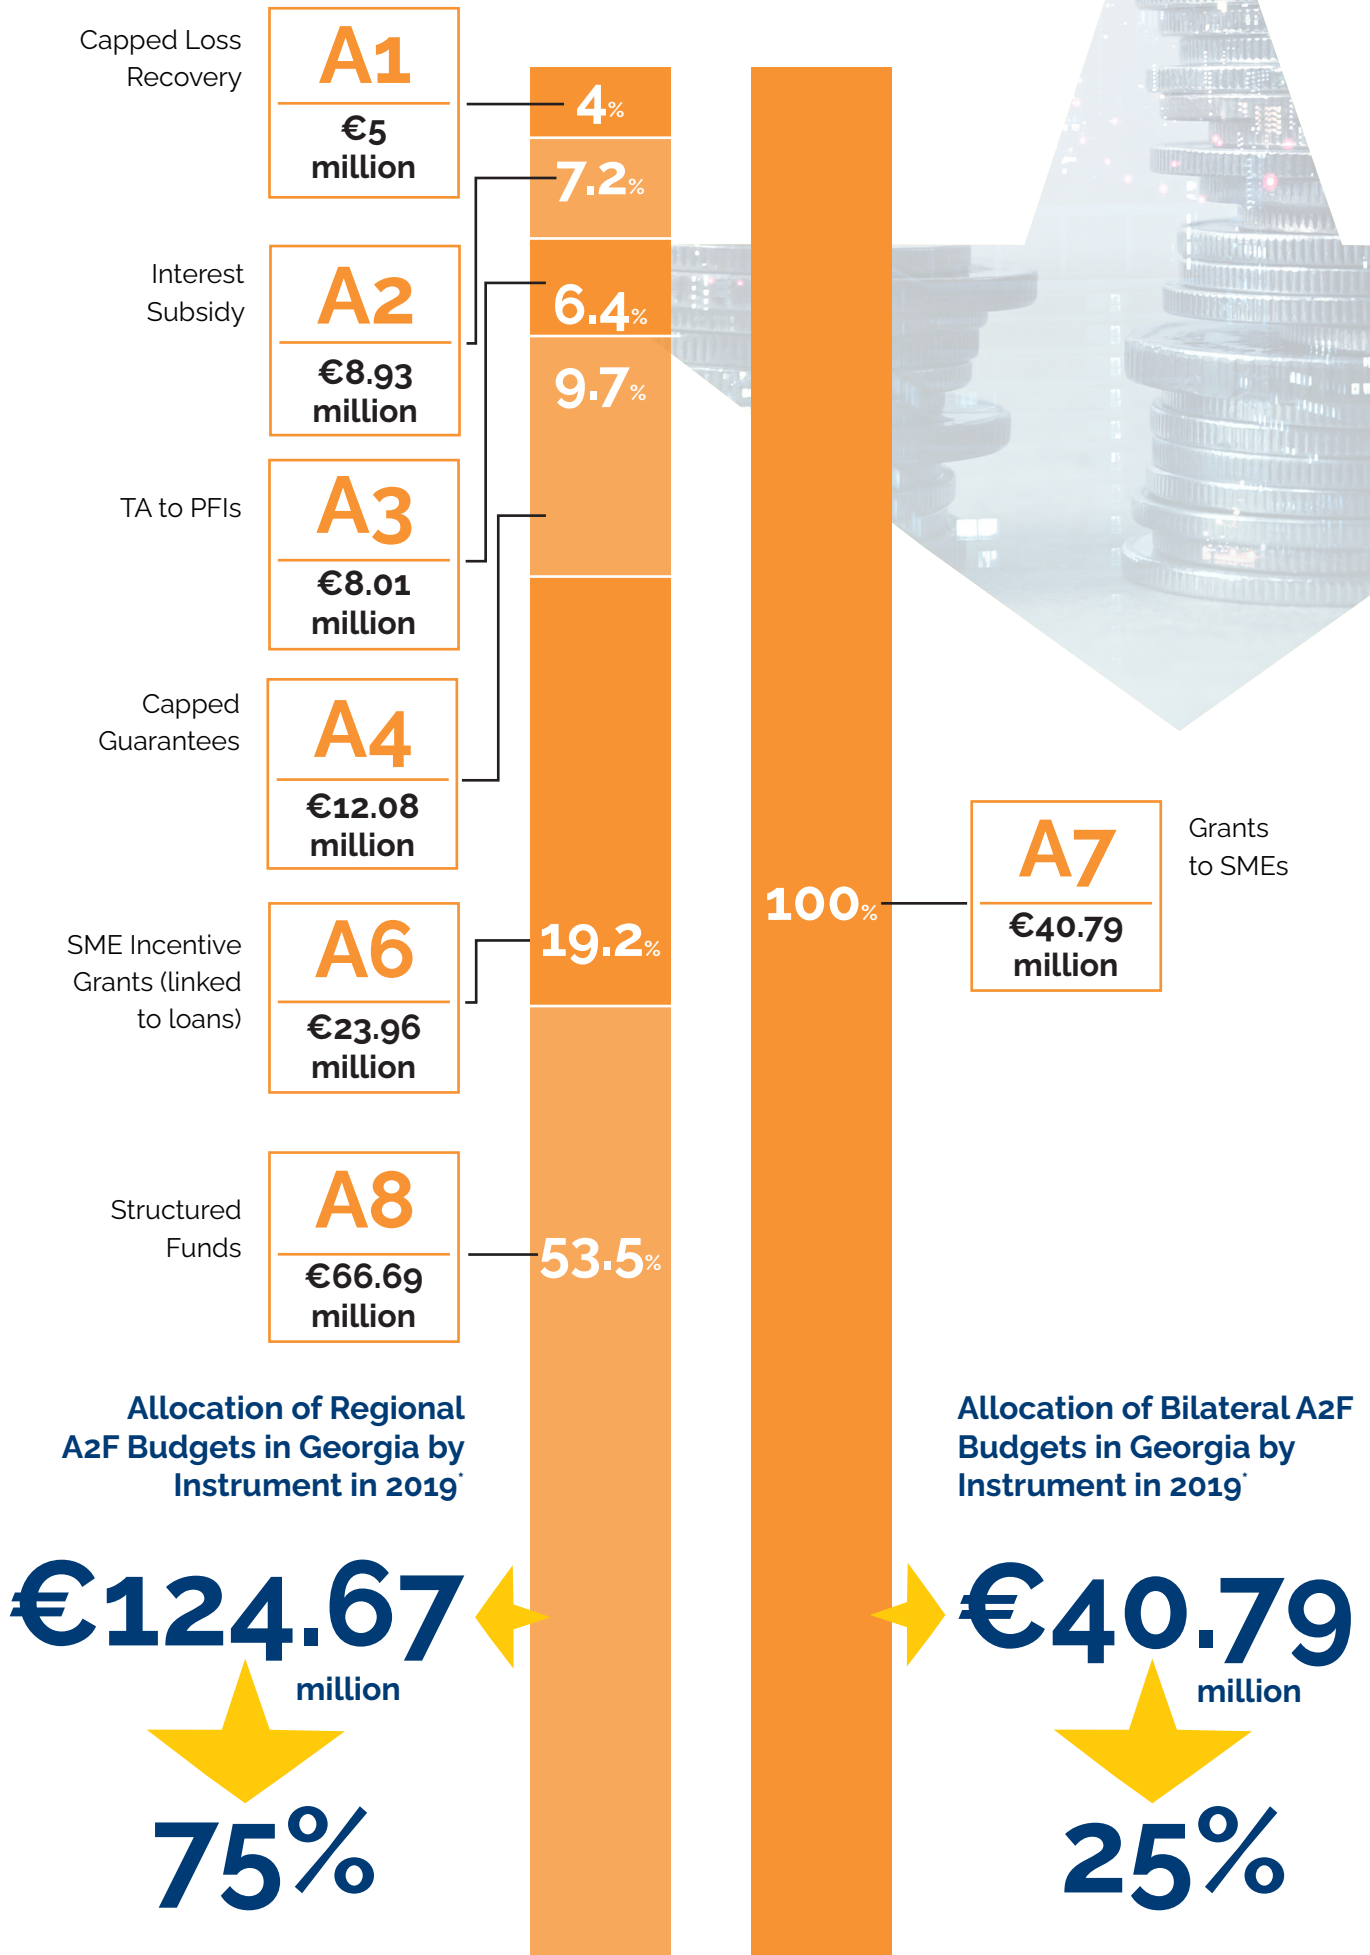 Capped Loss
Recovery
A1
€5
million
4%
7.2%
Interest
Subsidy
A2
€8.93
million
6.4%
9.7%
TA to PFIs
A3
€8.01
million
Capped
Guarantees
A4
€12.08
million
SME Incentive
Grants (linked
to loans)
A6
€23.96
million
19.2%
Structured
Funds
A8
€66.69
million
53.5%
100%
A7
€40.79
million
Grants
to SMEs
Allocation of Regional
A2F Budgets in Georgia by
Instrument in 2019*
€124.67
million
75%
Allocation of Bilateral A2F
Budgets in Georgia by
Instrument in 2019*
€40.79
million
25%